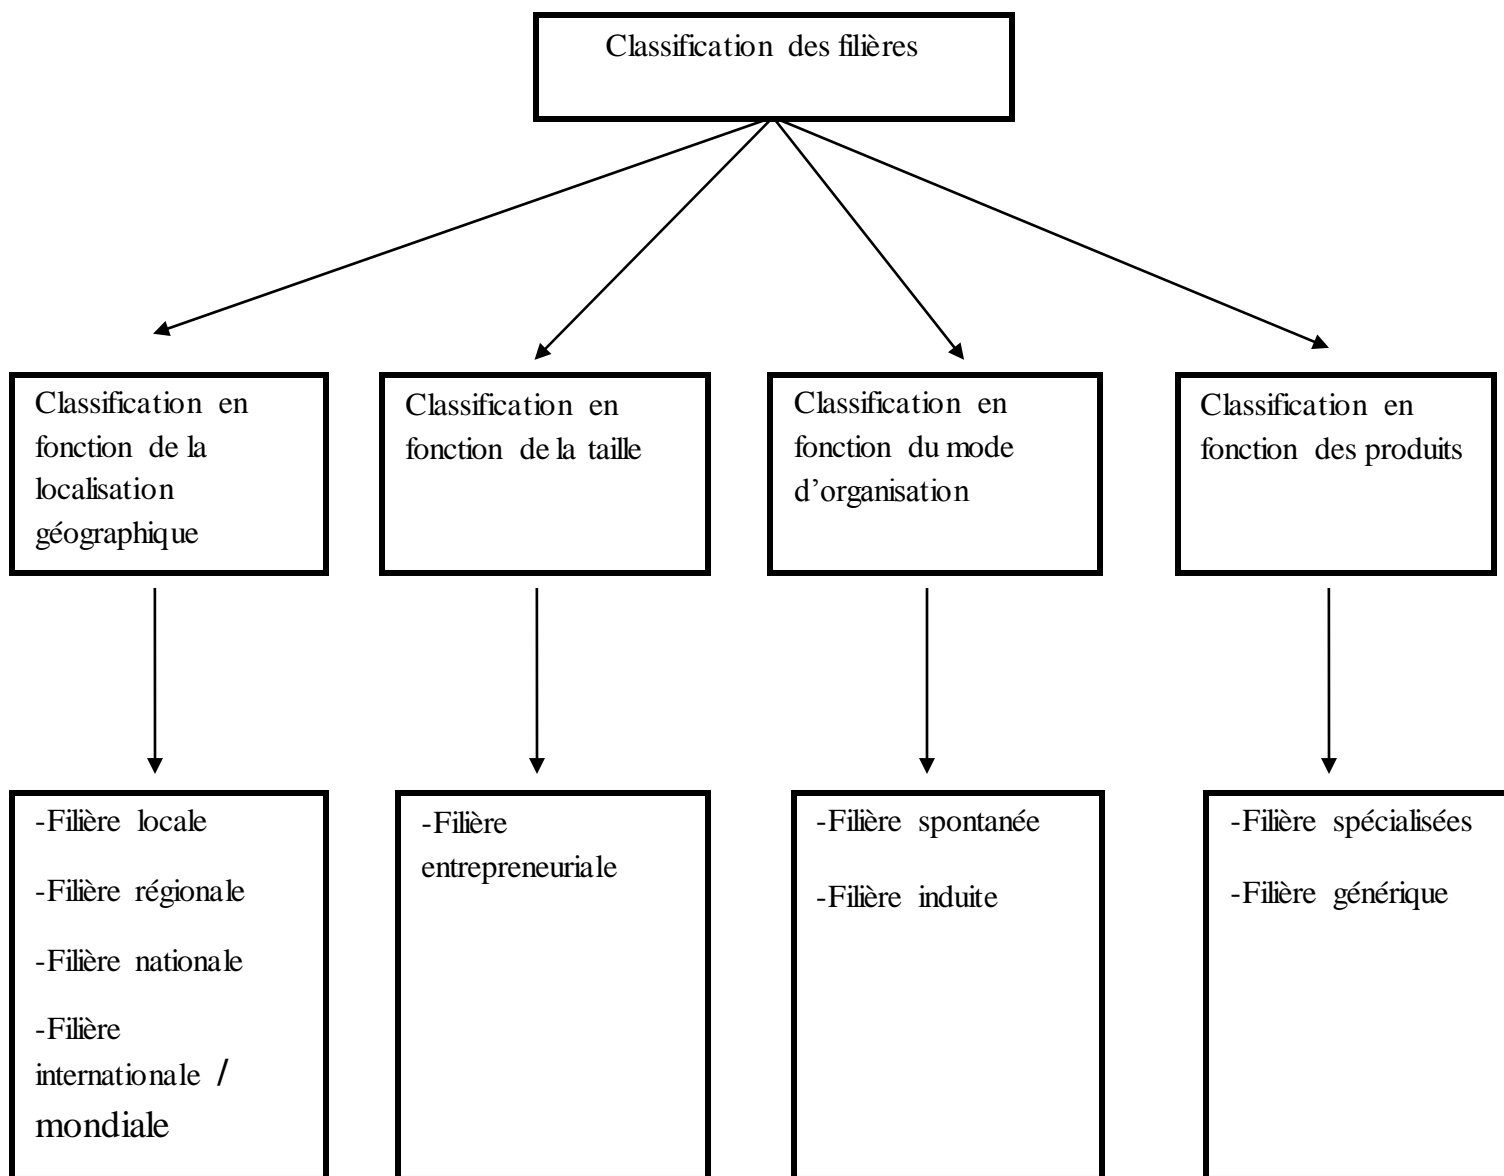 Classification des filières
Classification en
fonction de la
localisation
géographique
Classification en
fonction de la taille
Classification en
fonction du mode
d’organisation
Classification en
fonction des produits
-Filière locale
-Filière régionale
-Filière nationale
-Filière
internationale /
mondiale
-Filière
entrepreneuriale
-Filière spontanée
-Filière induite
-Filière spécialisées
-Filière générique